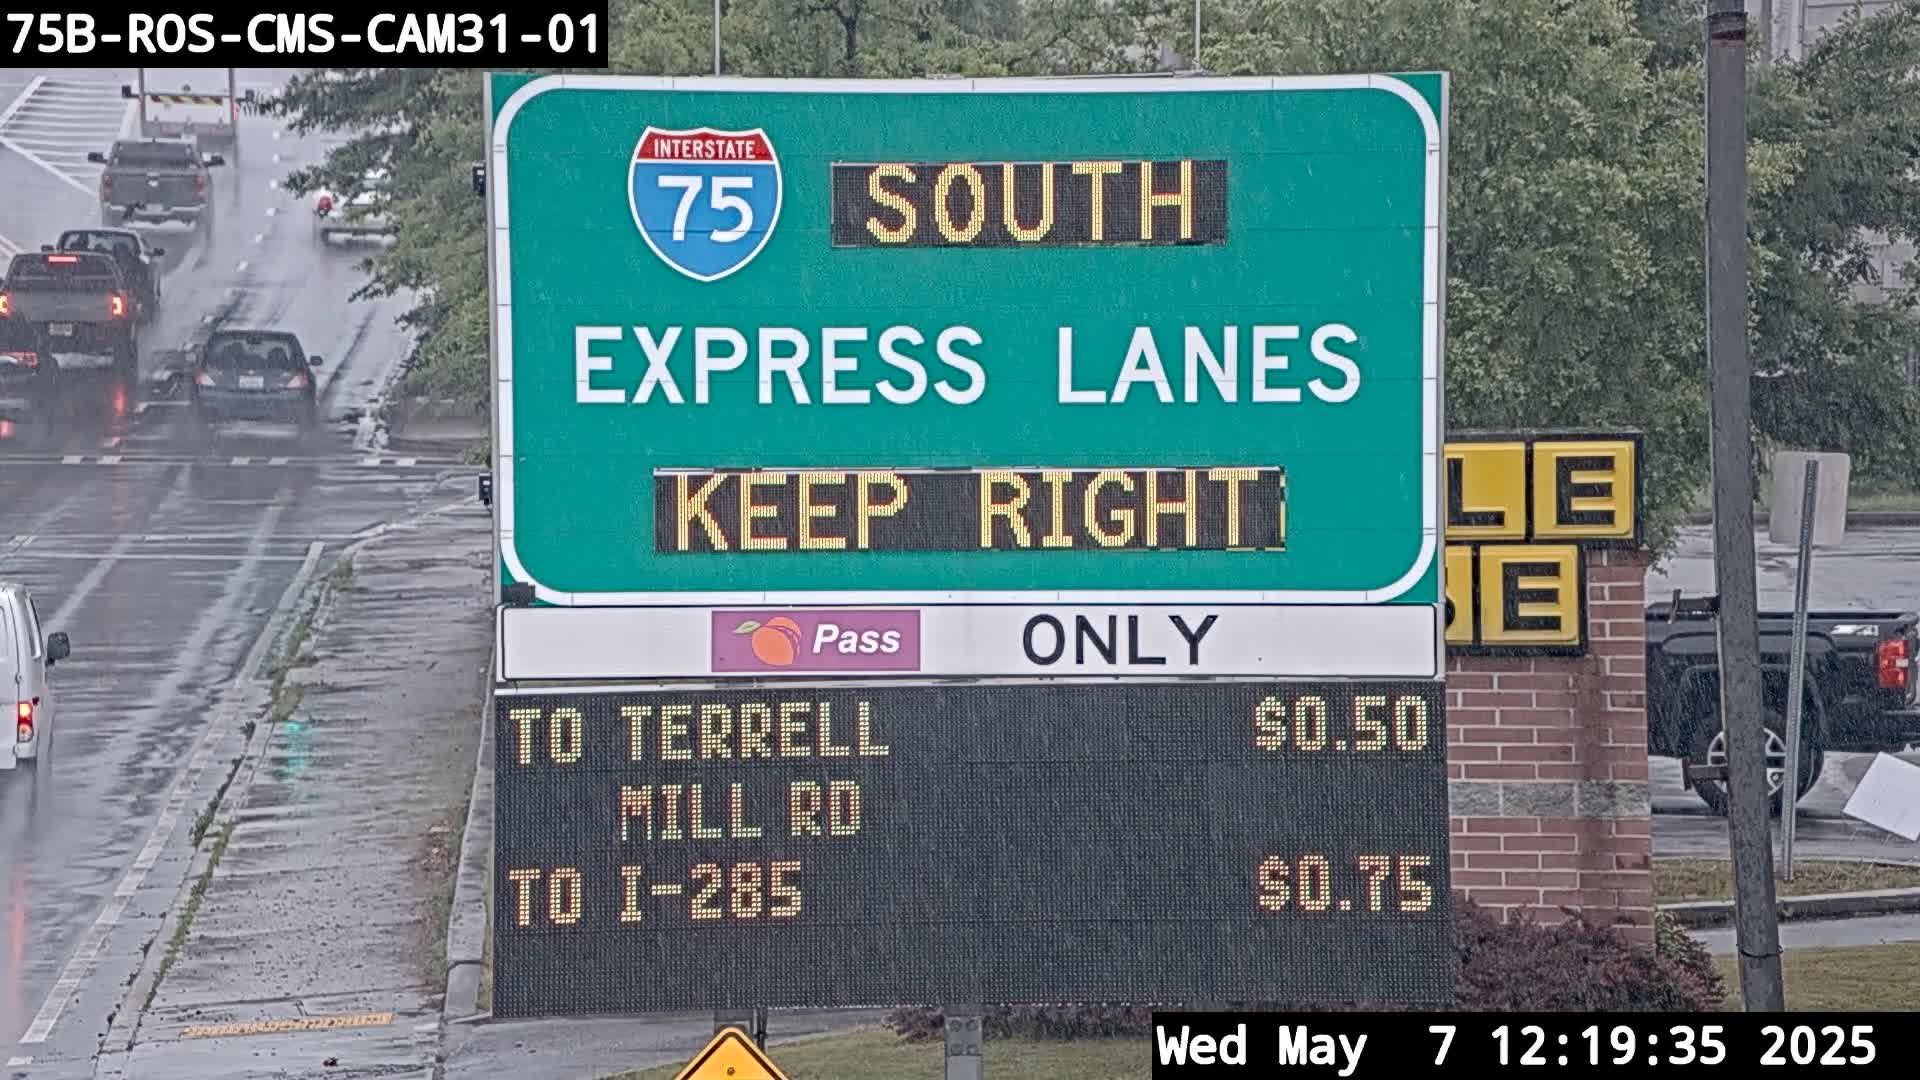 75B-ROS-CMS-CAM31-01
INTERSTATE
75
SOUTH
EXPRESS LANES
KEEP RIGHT
Pass ONLY
TO TERRELL $0.50
MILL RD
TO I-285 $0.75
LE
E
Wed May 7 12:19:35 2025